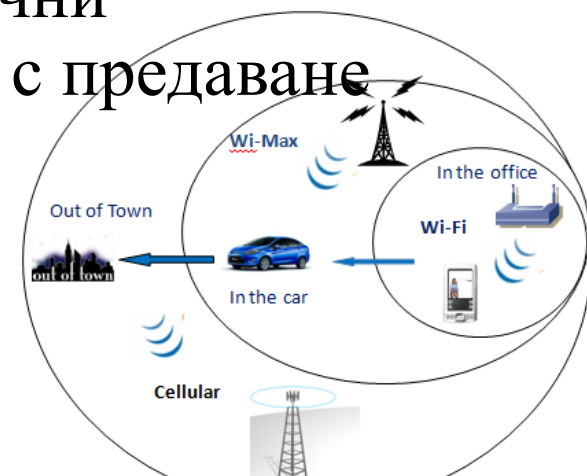 с предаване
Wi-Max
In the office
Wi-Fi
Out of Town
out of town
In the car
Cellular